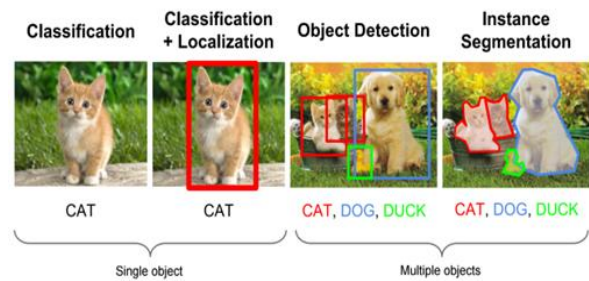 Classification
Classification
+ Localization
Object Detection
Instance
Segmentation
CAT
CAT
CAT, DOG, DUCK
CAT, DOG, DUCK
Single object
Multiple objects